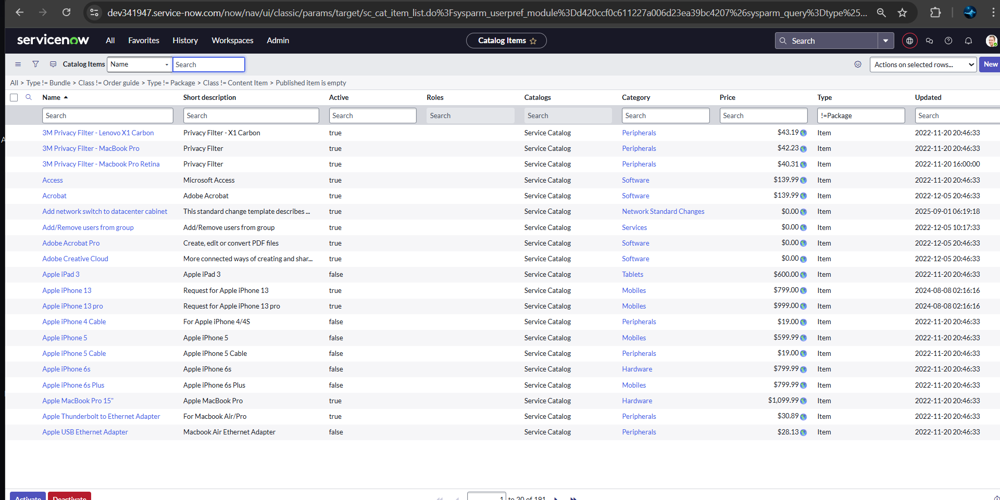 dev341947.service-now.com/now/nav/ui/classic/params/target/sc_cat_item_list.do%3Fsysparm_userpref_module%3Dd420ccf0c611227a006d23ea39bc4207%26sysparm_query%3Dtype%25...
servicenow All Favorites History Workspaces Admin Catalog Items Search
Catalog Items Name Search Actions on selected rows... New
All > Type != Bundle > Class != Order guide > Type != Package > Class != Content Item > Published item is empty
Name Short description Active Roles Catalogs Category Price Type Updated
Search Search Search Search Search Search Search !=Package Search
3M Privacy Filter - Lenovo X1 Carbon Privacy Filter - X1 Carbon true Service Catalog Peripherals $43.19 Item 2022-11-20 20:46:33
3M Privacy Filter - MacBook Pro Privacy Filter true Service Catalog Peripherals $42.23 Item 2022-11-20 20:46:33
3M Privacy Filter - Macbook Pro Retina Privacy Filter true Service Catalog Peripherals $40.31 Item 2022-11-20 16:00:00
Access Microsoft Access true Service Catalog Software $139.99 Item 2022-11-20 20:46:33
Acrobat Adobe Acrobat true Service Catalog Software $139.99 Item 2022-12-05 20:46:33
Add network switch to datacenter cabinet This standard change template describes ... true Service Catalog Network Standard Changes $0.00 Item 2025-09-01 06:19:18
Add/Remove users from group Add/Remove users from group true Service Catalog Services $0.00 Item 2022-12-05 10:17:33
Adobe Acrobat Pro Create, edit or convert PDF files true Service Catalog Software $0.00 Item 2022-12-05 20:46:33
Adobe Creative Cloud More connected ways of creating and shar... true Service Catalog Software $0.00 Item 2022-12-05 20:46:33
Apple iPad 3 Apple iPad 3 false Service Catalog Tablets $600.00 Item 2022-11-20 20:46:33
Apple iPhone 13 Request for Apple iPhone 13 true Service Catalog Mobiles $799.00 Item 2024-08-08 02:16:16
Apple iPhone 13 pro Request for Apple iPhone 13 pro true Service Catalog Mobiles $999.00 Item 2024-08-08 02:16:16
Apple iPhone 4 Cable For Apple iPhone 4/4S false Service Catalog Peripherals $19.00 Item 2022-11-20 20:46:33
Apple iPhone 5 Apple iPhone 5 false Service Catalog Mobiles $599.99 Item 2022-11-20 20:46:33
Apple iPhone 5 Cable Apple iPhone 5 Cable false Service Catalog Peripherals $19.00 Item 2022-11-20 20:46:33
Apple iPhone 6s Apple iPhone 6s false Service Catalog Hardware $799.99 Item 2022-11-20 20:46:33
Apple iPhone 6s Plus Apple iPhone 6s Plus false Service Catalog Mobiles $799.99 Item 2022-11-20 20:46:33
Apple MacBook Pro 15" Apple MacBook Pro true Service Catalog Hardware $1,099.99 Item 2022-11-20 20:46:33
Apple Thunderbolt to Ethernet Adapter For Macbook Air/Pro true Service Catalog Peripherals $30.89 Item 2022-11-20 20:46:33
Apple USB Ethernet Adapter Macbook Air Ethernet Adapter false Service Catalog Peripherals $28.13 Item 2022-11-20 20:46:33
Activate Deactivate 1 to 20 of 191